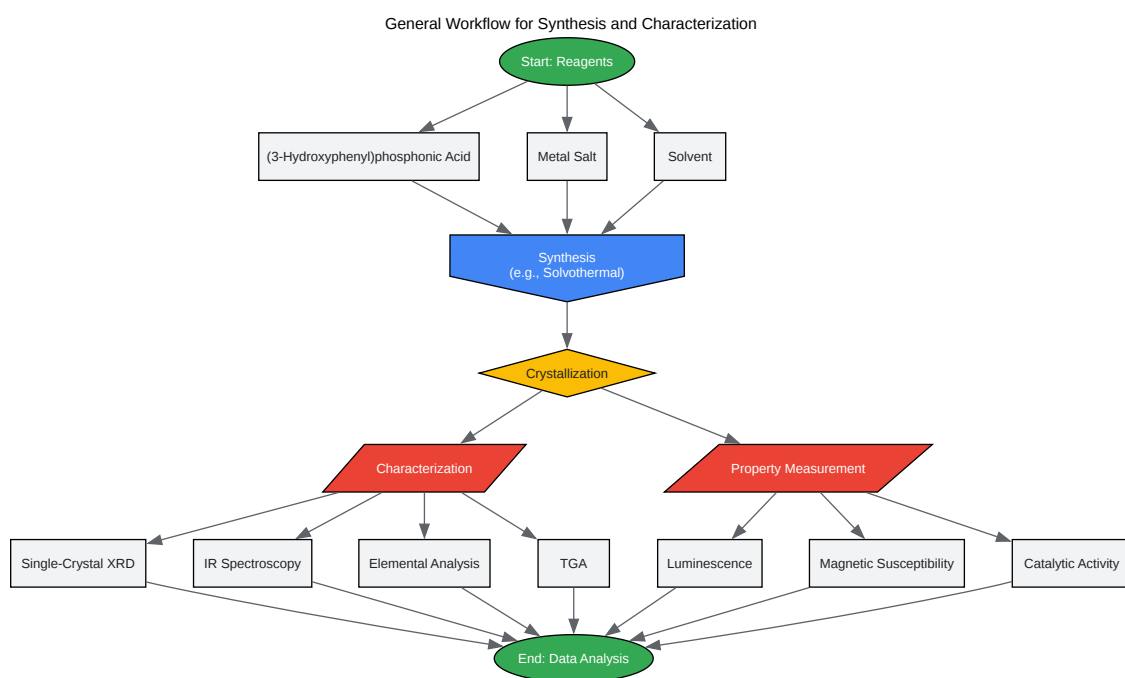 General Workflow for Synthesis and Characterization
Start: Reagents
(3-Hydroxyphenyl)phosphonic Acid
Metal Salt
Solvent
Synthesis
(e.g., Solvothermal)
Crystallization
Characterization
Property Measurement
Single-Crystal XRD
IR Spectroscopy
Elemental Analysis
TGA
Luminescence
Magnetic Susceptibility
Catalytic Activity
End: Data Analysis